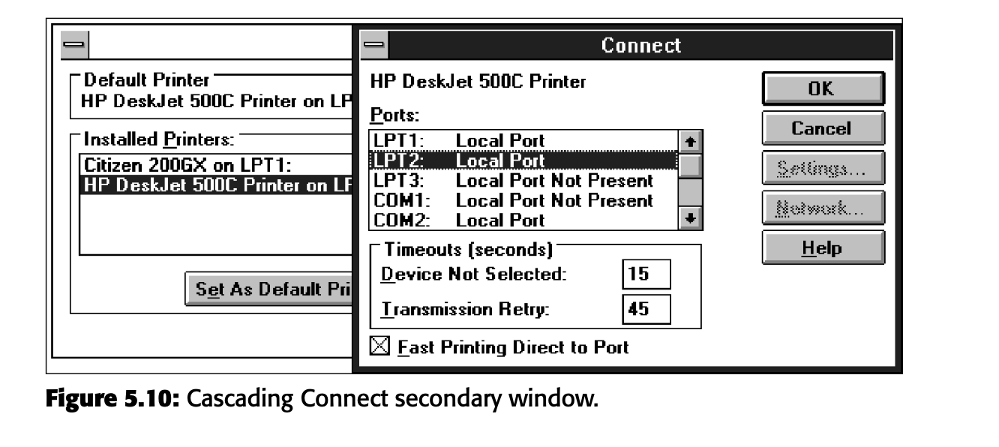 Default Printer
HP DeskJet 500C Printer on LP
Installed Printers:
Citizen 200GX on LPT1:
HP DeskJet 500C Printer on LP
Set As Default Pri
Connect
HP DeskJet 500C Printer
Ports:
LPT1: Local Port
LPT2: Local Port
LPT3: Local Port Not Present
COM1: Local Port Not Present
COM2: Local Port
Timeouts (seconds)
Device Not Selected: 15
Transmission Retry: 45
Fast Printing Direct to Port
OK
Cancel
Settings...
Network...
Help
Figure 5.10: Cascading Connect secondary window.